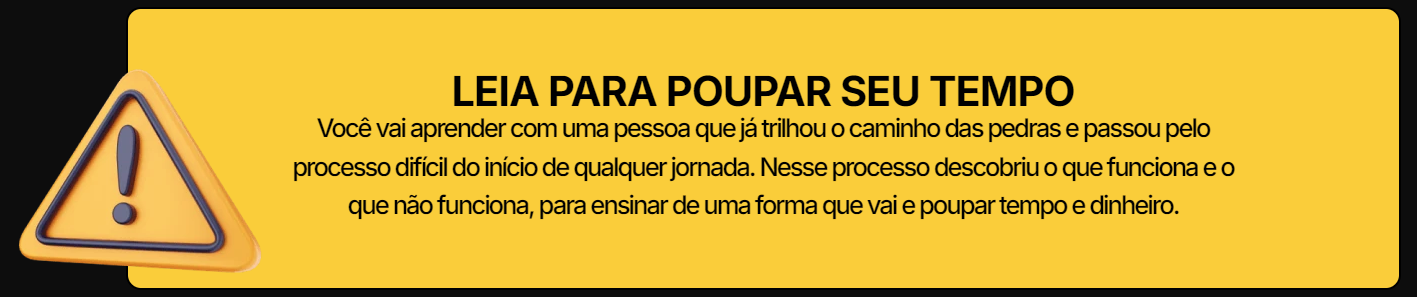 LEIA PARA POUPAR SEU TEMPO
Você vai aprender com uma pessoa que já trilhou o caminho das pedras e passou pelo
processo difícil do início de qualquer jornada. Nesse processo descobriu o que funciona e o
que não funciona, para ensinar de uma forma que vai e poupar tempo e dinheiro.